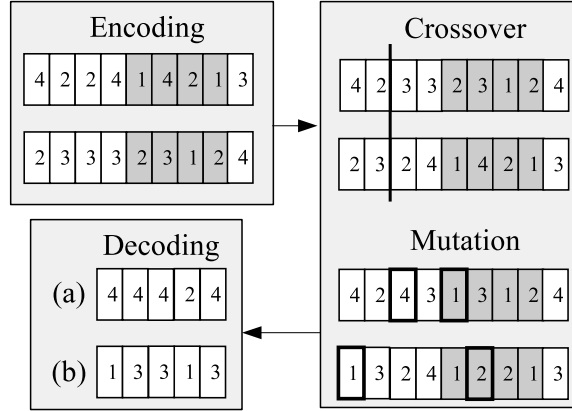 Encoding
4 2 2 4 1 4 2 1 3
2 3 3 3 2 3 1 2 4
Crossover
4 2 3 3 2 3 1 2 4
2 3 2 4 1 4 2 1 3
Mutation
4 2 4 3 1 3 1 2 4
1 3 2 4 1 2 2 1 3
Decoding
(a) 4 4 4 2 4
(b) 1 3 3 1 3